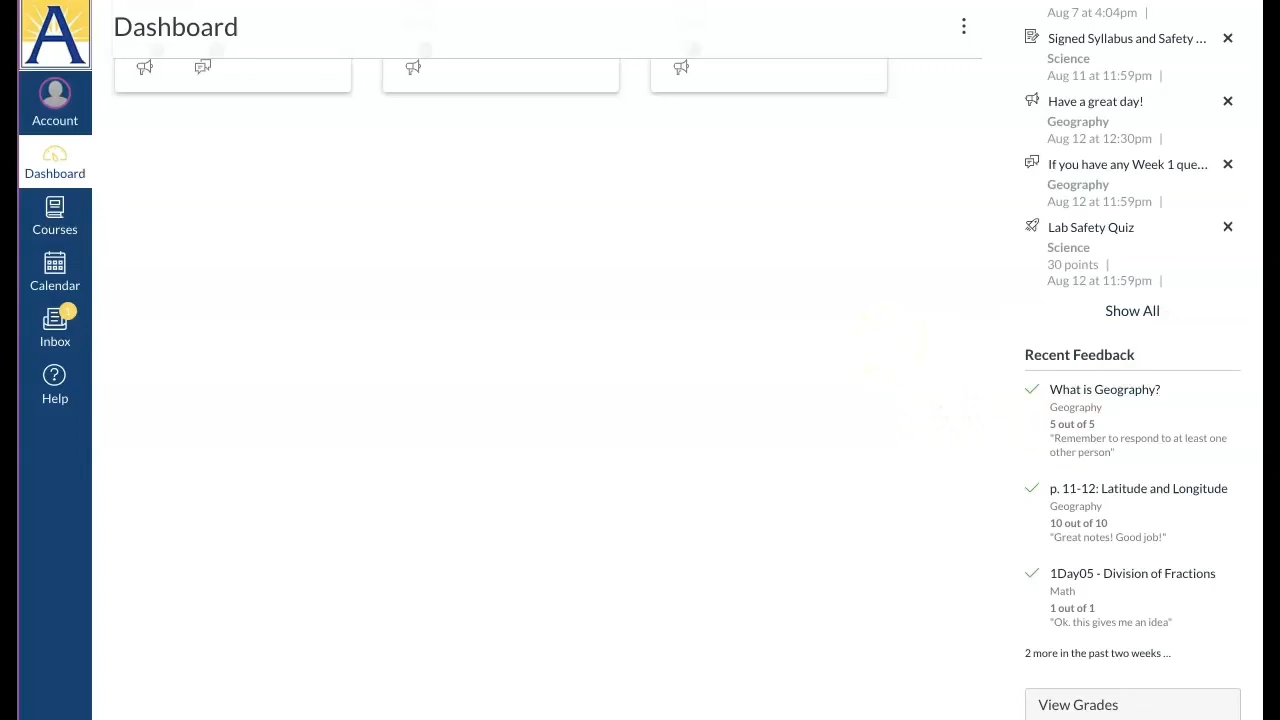 A
Account
Dashboard
Courses
Calendar
1
Inbox
?
Help
Dashboard
Aug 7 at 4:04pm |
Signed Syllabus and Safety ...
Science
Aug 11 at 11:59pm |
Have a great day!
Geography
Aug 12 at 12:30pm |
If you have any Week 1 que...
Geography
Aug 12 at 11:59pm |
Lab Safety Quiz
Science
30 points |
Aug 12 at 11:59pm |
Show All
Recent Feedback
What is Geography?
Geography
5 out of 5
"Remember to respond to at least one
other person"
p. 11-12: Latitude and Longitude
Geography
10 out of 10
"Great notes! Good job!"
1Day05 - Division of Fractions
Math
1 out of 1
"Ok. this gives me an idea"
2 more in the past two weeks ...
View Grades